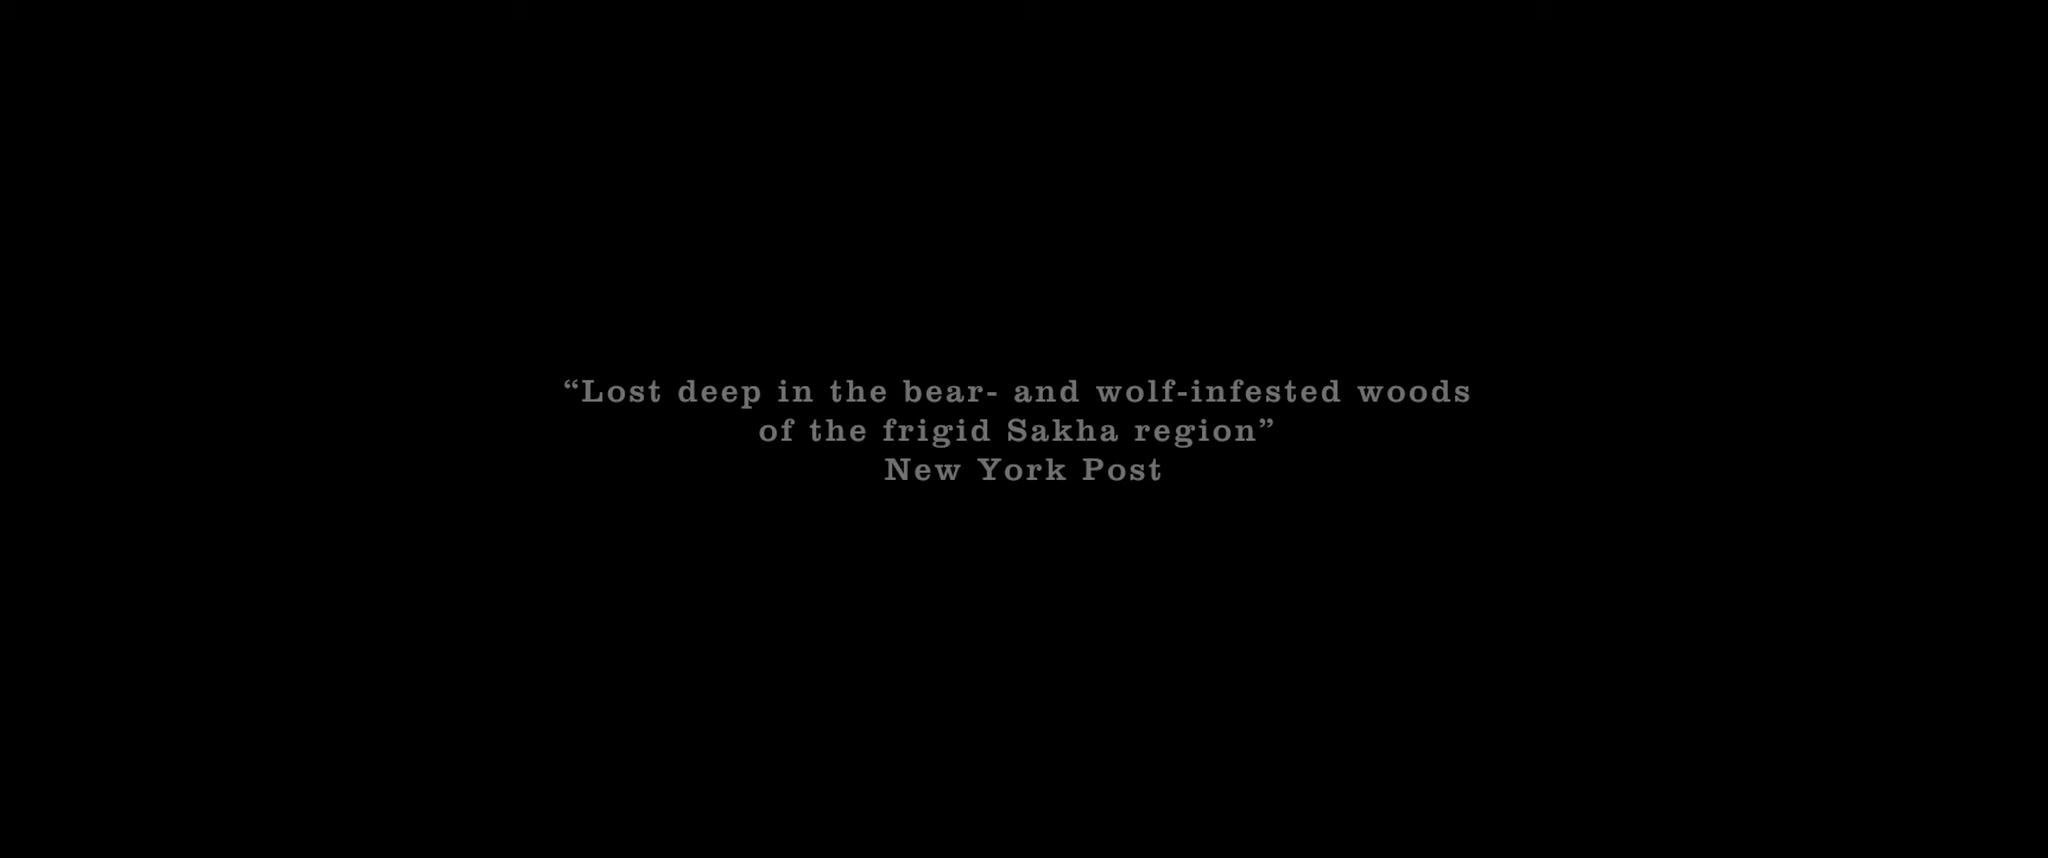 “Lost deep in the bear- and wolf-infested woods
of the frigid Sakha region”
New York Post